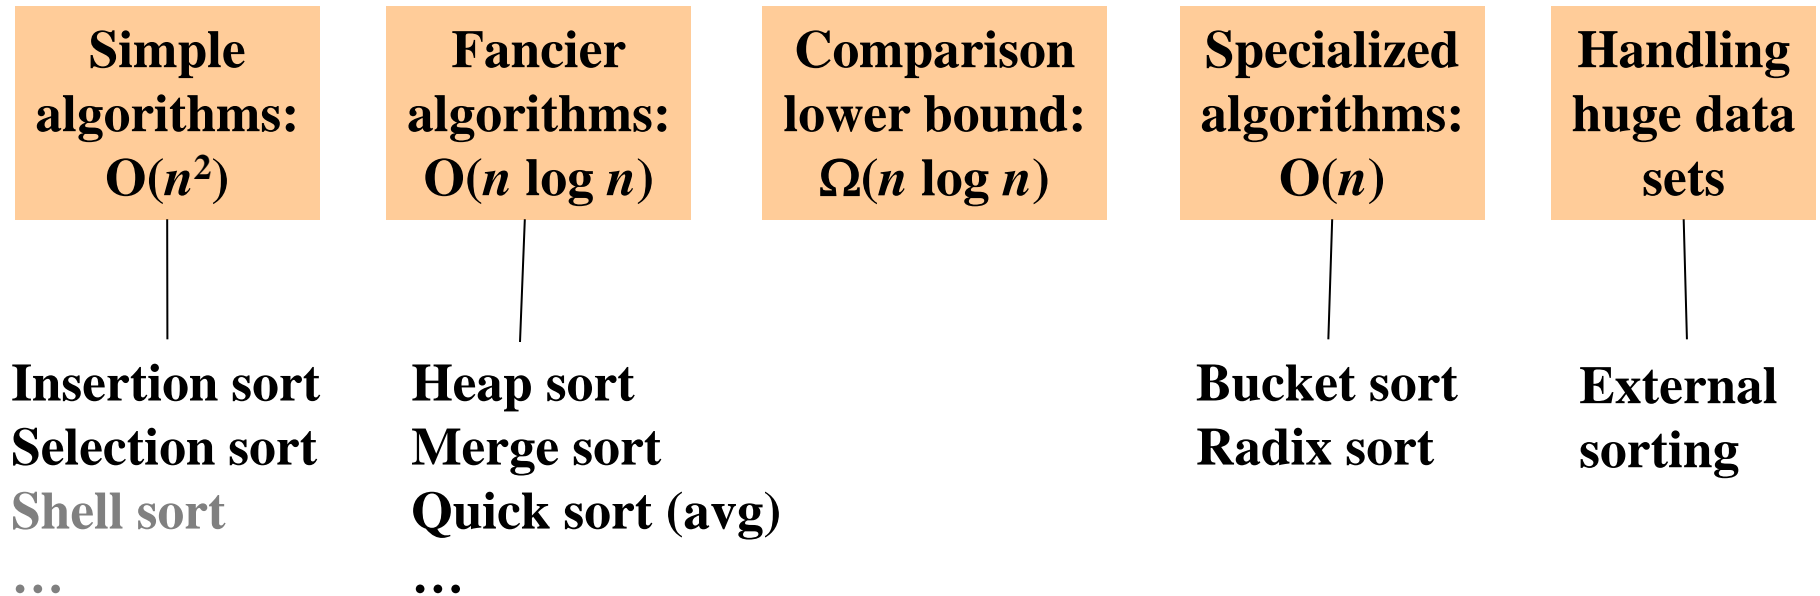 Simple
algorithms:
O(n²)
Fancier
algorithms:
O(n log n)
Comparison
lower bound:
Ω(n log n)
Specialized
algorithms:
O(n)
Handling
huge data
sets
Insertion sort
Selection sort
Shell sort
…
Heap sort
Merge sort
Quick sort (avg)
…
Bucket sort
Radix sort
External
sorting